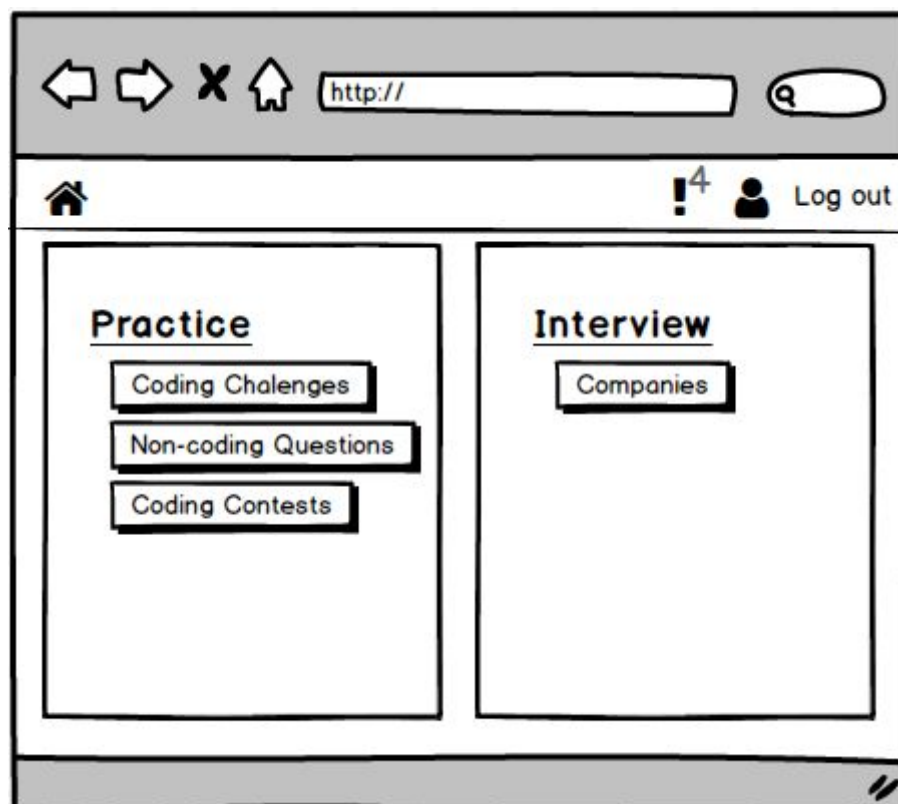 http://
4
Log out
Practice
Coding Chalenges
Non-coding Questions
Coding Contests
Interview
Companies